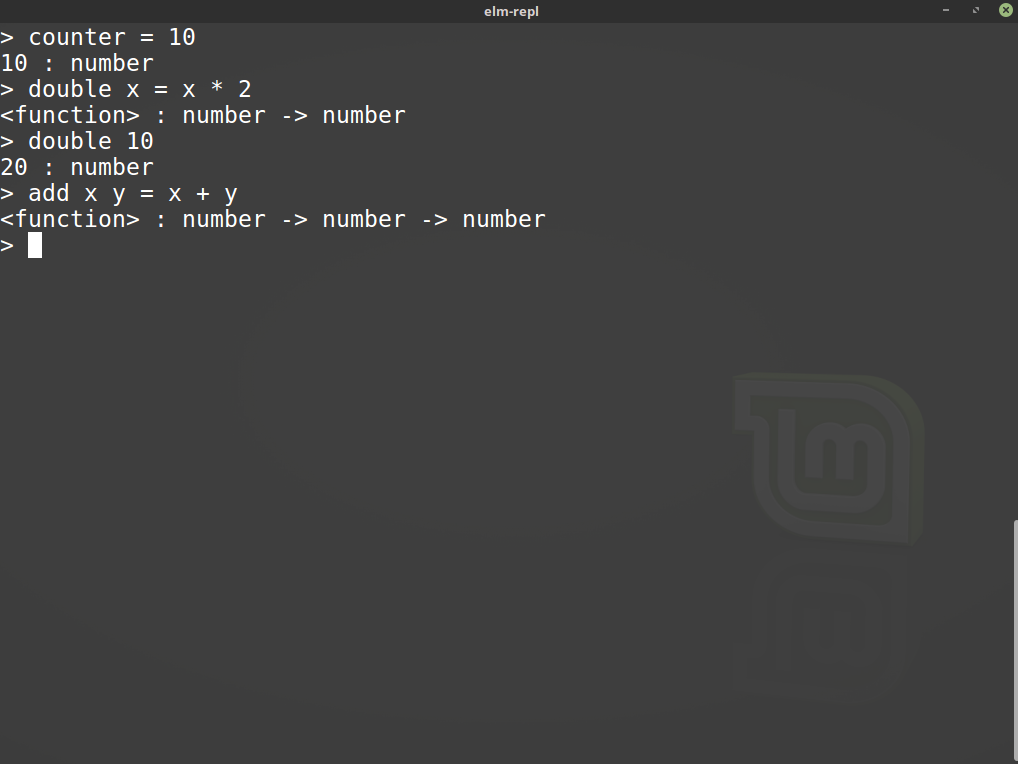 elm-repl
> counter = 10
10 : number
> double x = x * 2
<function> : number -> number
> double 10
20 : number
> add x y = x + y
<function> : number -> number -> number
>